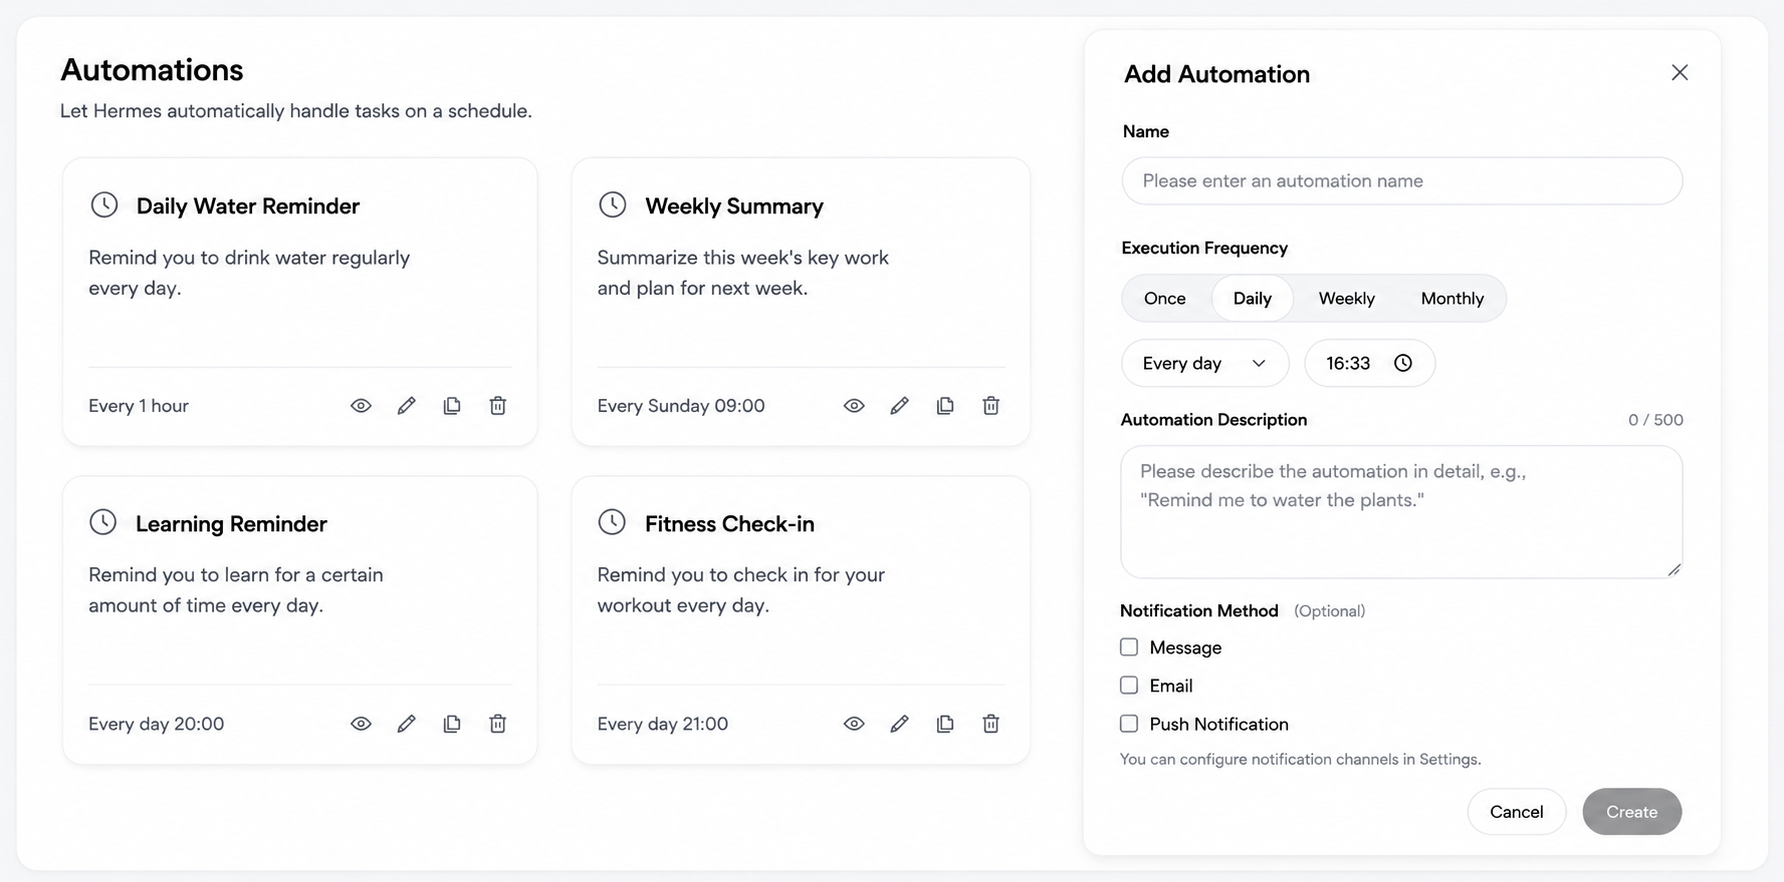 Automations
Let Hermes automatically handle tasks on a schedule.
Daily Water Reminder
Remind you to drink water regularly
every day.
Every 1 hour
Weekly Summary
Summarize this week's key work
and plan for next week.
Every Sunday 09:00
Learning Reminder
Remind you to learn for a certain
amount of time every day.
Every day 20:00
Fitness Check-in
Remind you to check in for your
workout every day.
Every day 21:00
Add Automation
Name
Please enter an automation name
Execution Frequency
Once Daily Weekly Monthly
Every day 16:33
Automation Description 0 / 500
Please describe the automation in detail, e.g.,
"Remind me to water the plants."
Notification Method (Optional)
Message
Email
Push Notification
You can configure notification channels in Settings.
Cancel Create